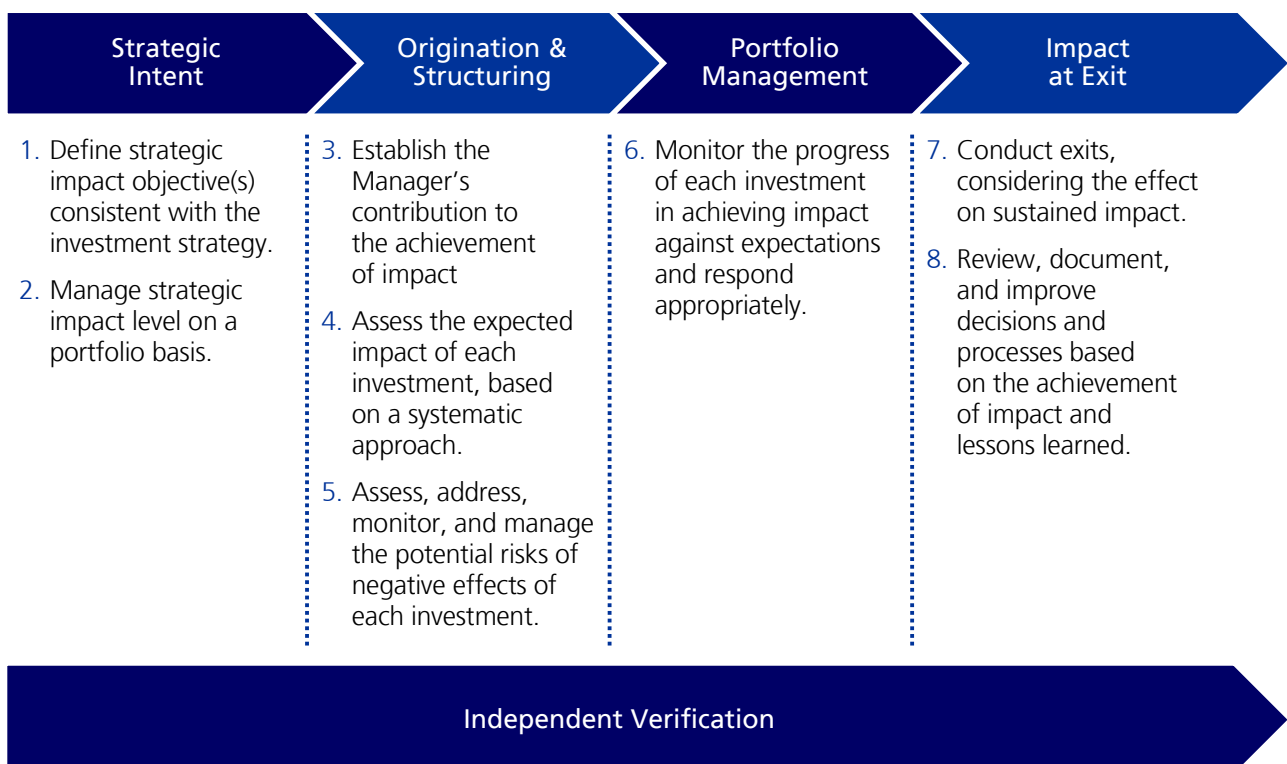 Strategic
Intent
Origination &
Structuring
Portfolio
Management
Impact
at Exit
1. Define strategic
impact objective(s)
consistent with the
investment strategy.
2. Manage strategic
impact level on a
portfolio basis.
3. Establish the
Manager's
contribution to
the achievement
of impact
4. Assess the expected
impact of each
investment, based
on a systematic
approach.
5. Assess, address,
monitor, and manage
the potential risks of
negative effects of
each investment.
6. Monitor the progress
of each investment
in achieving impact
against expectations
and respond
appropriately.
7. Conduct exits,
considering the effect
on sustained impact.
8. Review, document,
and improve
decisions and
processes based
on the achievement
of impact and
lessons learned.
Independent Verification